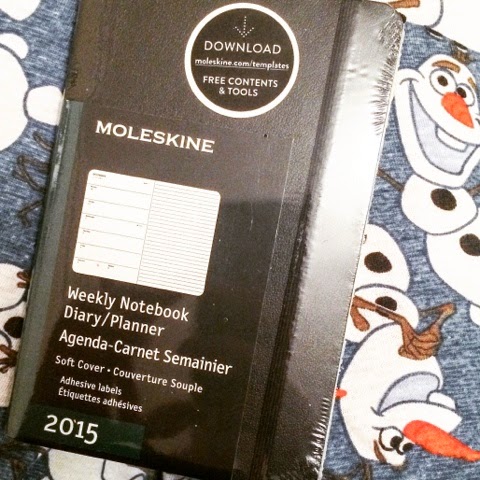 DOWNLOAD
moleskine.com/templates
FREE CONTENTS
& TOOLS
MOLESKINE
Weekly Notebook
Diary/Planner
Agenda-Carnet Semainier
Soft Cover • Couverture Souple
Adhesive labels
Étiquettes adhésives
2015